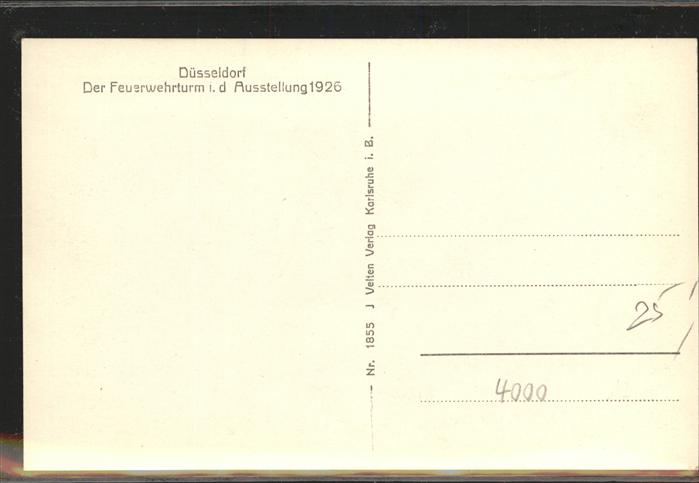 Düsseldorf
Der Feuerwehrturm i. d Ausstellung 1926
Nr. 1855 J Velten Verlag Karlsruhe i. B.
25
4000